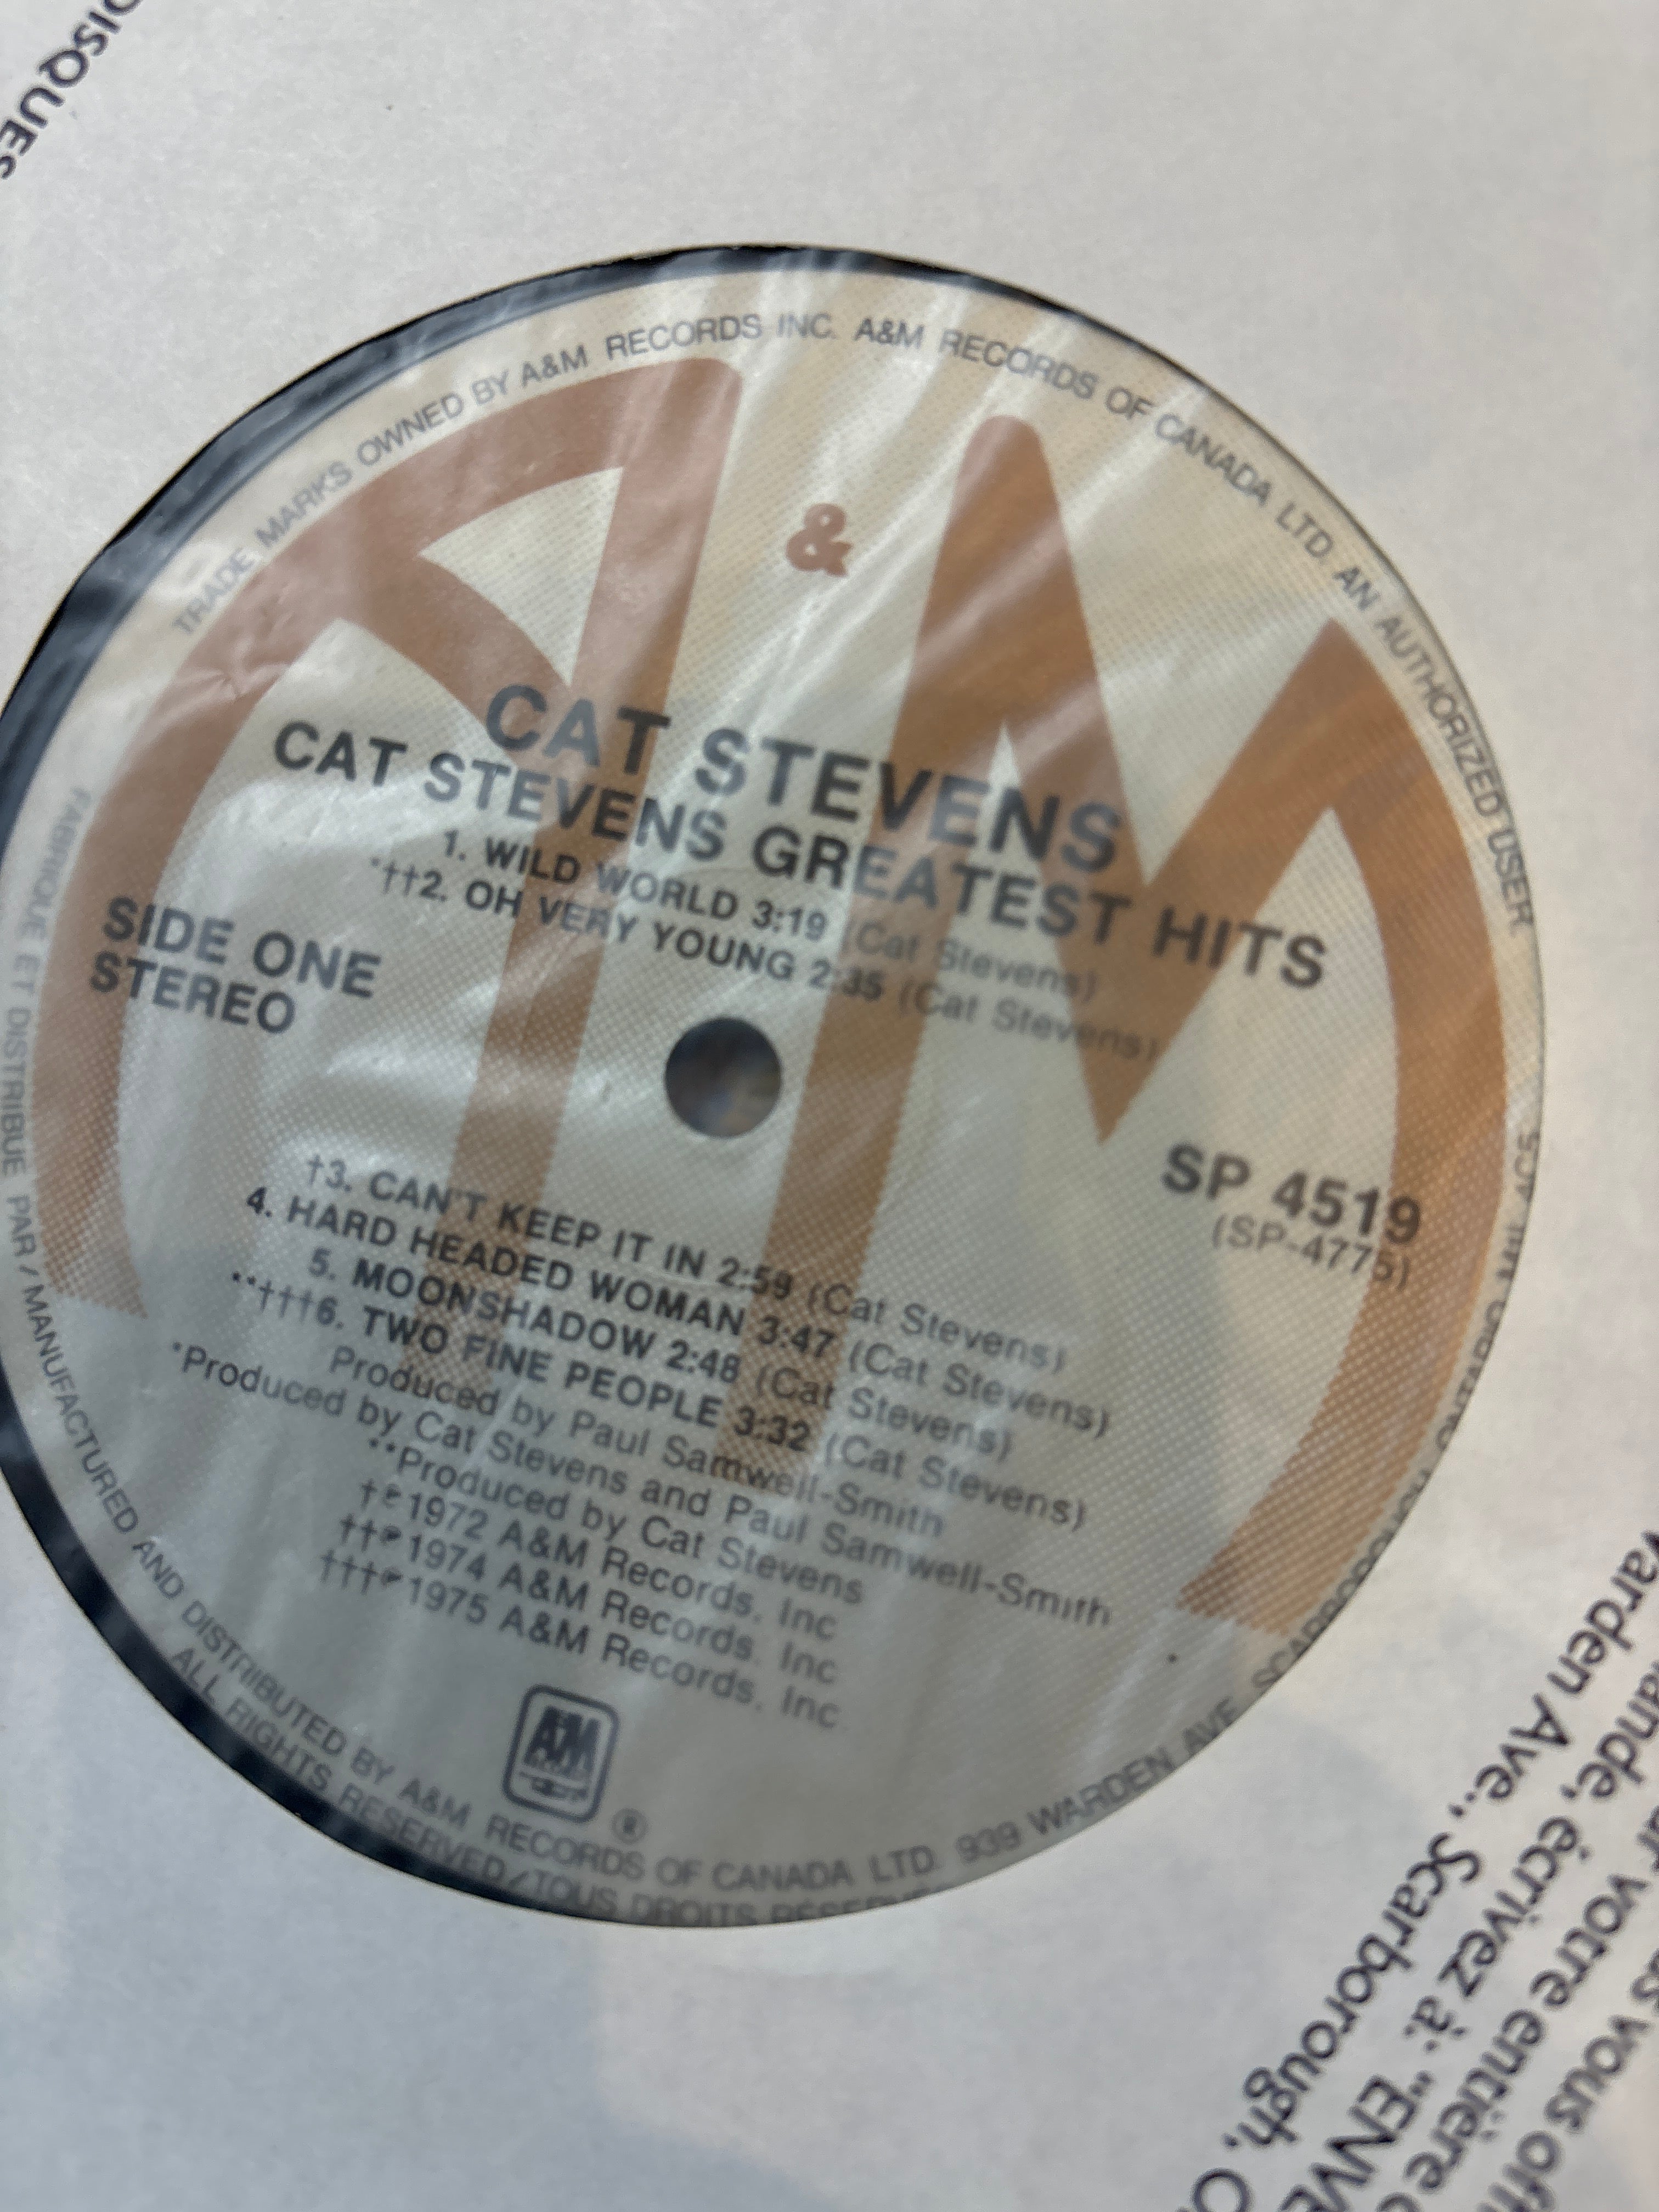 DISQUES
TRADE MARKS OWNED BY A&M RECORDS INC. A&M RECORDS OF CANADA LTD. AN AUTHORIZED USER
A & M
CAT STEVENS
CAT STEVENS GREATEST HITS
1. WILD WORLD 3:19 (Cat Stevens)
*††2. OH VERY YOUNG 2:35 (Cat Stevens)
SIDE ONE
STEREO
SP 4519
(SP-4775)
†3. CAN'T KEEP IT IN 2:59 (Cat Stevens)
4. HARD HEADED WOMAN 3:47 (Cat Stevens)
5. MOONSHADOW 2:48 (Cat Stevens)
**†††6. TWO FINE PEOPLE 3:32 (Cat Stevens)
Produced by Paul Samwell-Smith
*Produced by Cat Stevens and Paul Samwell-Smith
**Produced by Cat Stevens
†℗1972 A&M Records, Inc
††℗1974 A&M Records, Inc
†††℗1975 A&M Records, Inc.
A&M
RECORDS
®
FABRIQUE ET DISTRIBUE PAR / MANUFACTURED AND DISTRIBUTED BY A&M RECORDS OF CANADA LTD. 939 WARDEN AVE. SCARBOROUGH, ONTARIO M1L 4C5
ALL RIGHTS RESERVED/TOUS DROITS
votre entière
écrivez à: "
Warden Ave., Scarborough,